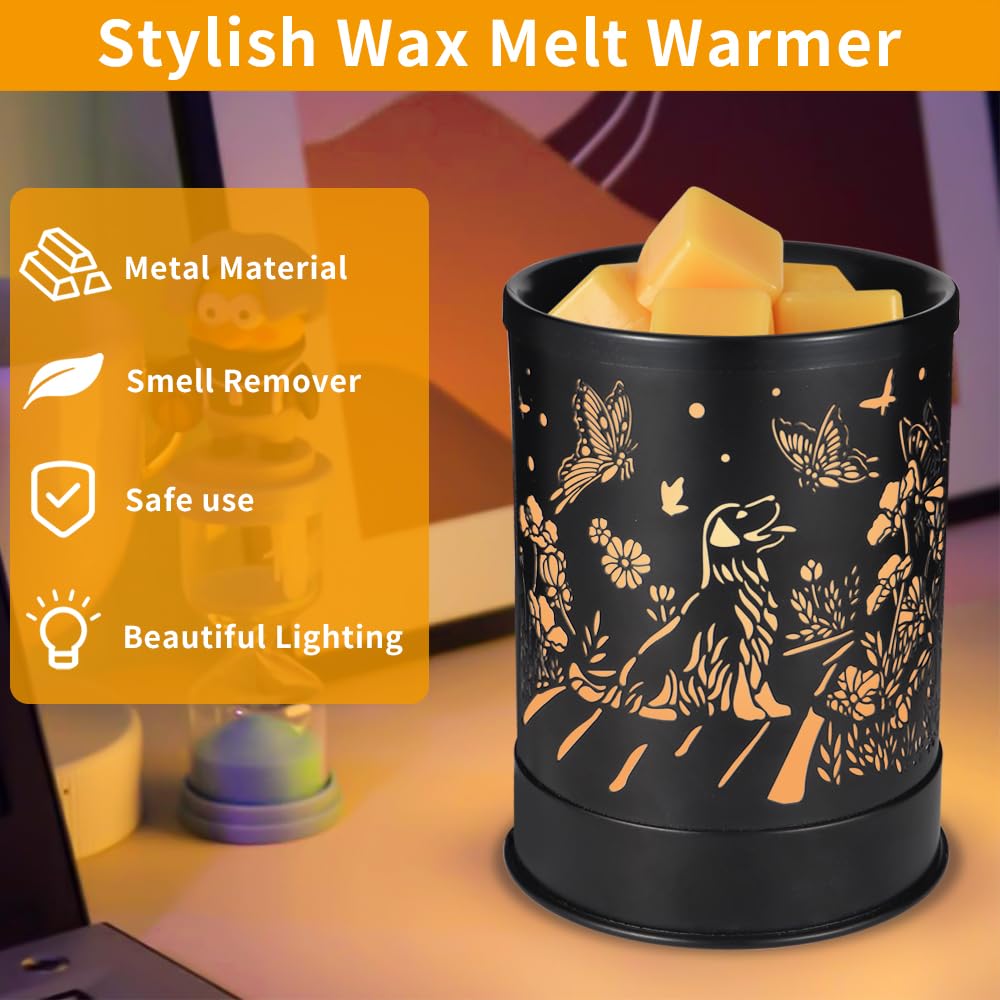 Stylish Wax Melt Warmer
Metal Material
Smell Remover
Safe use
Beautiful Lighting